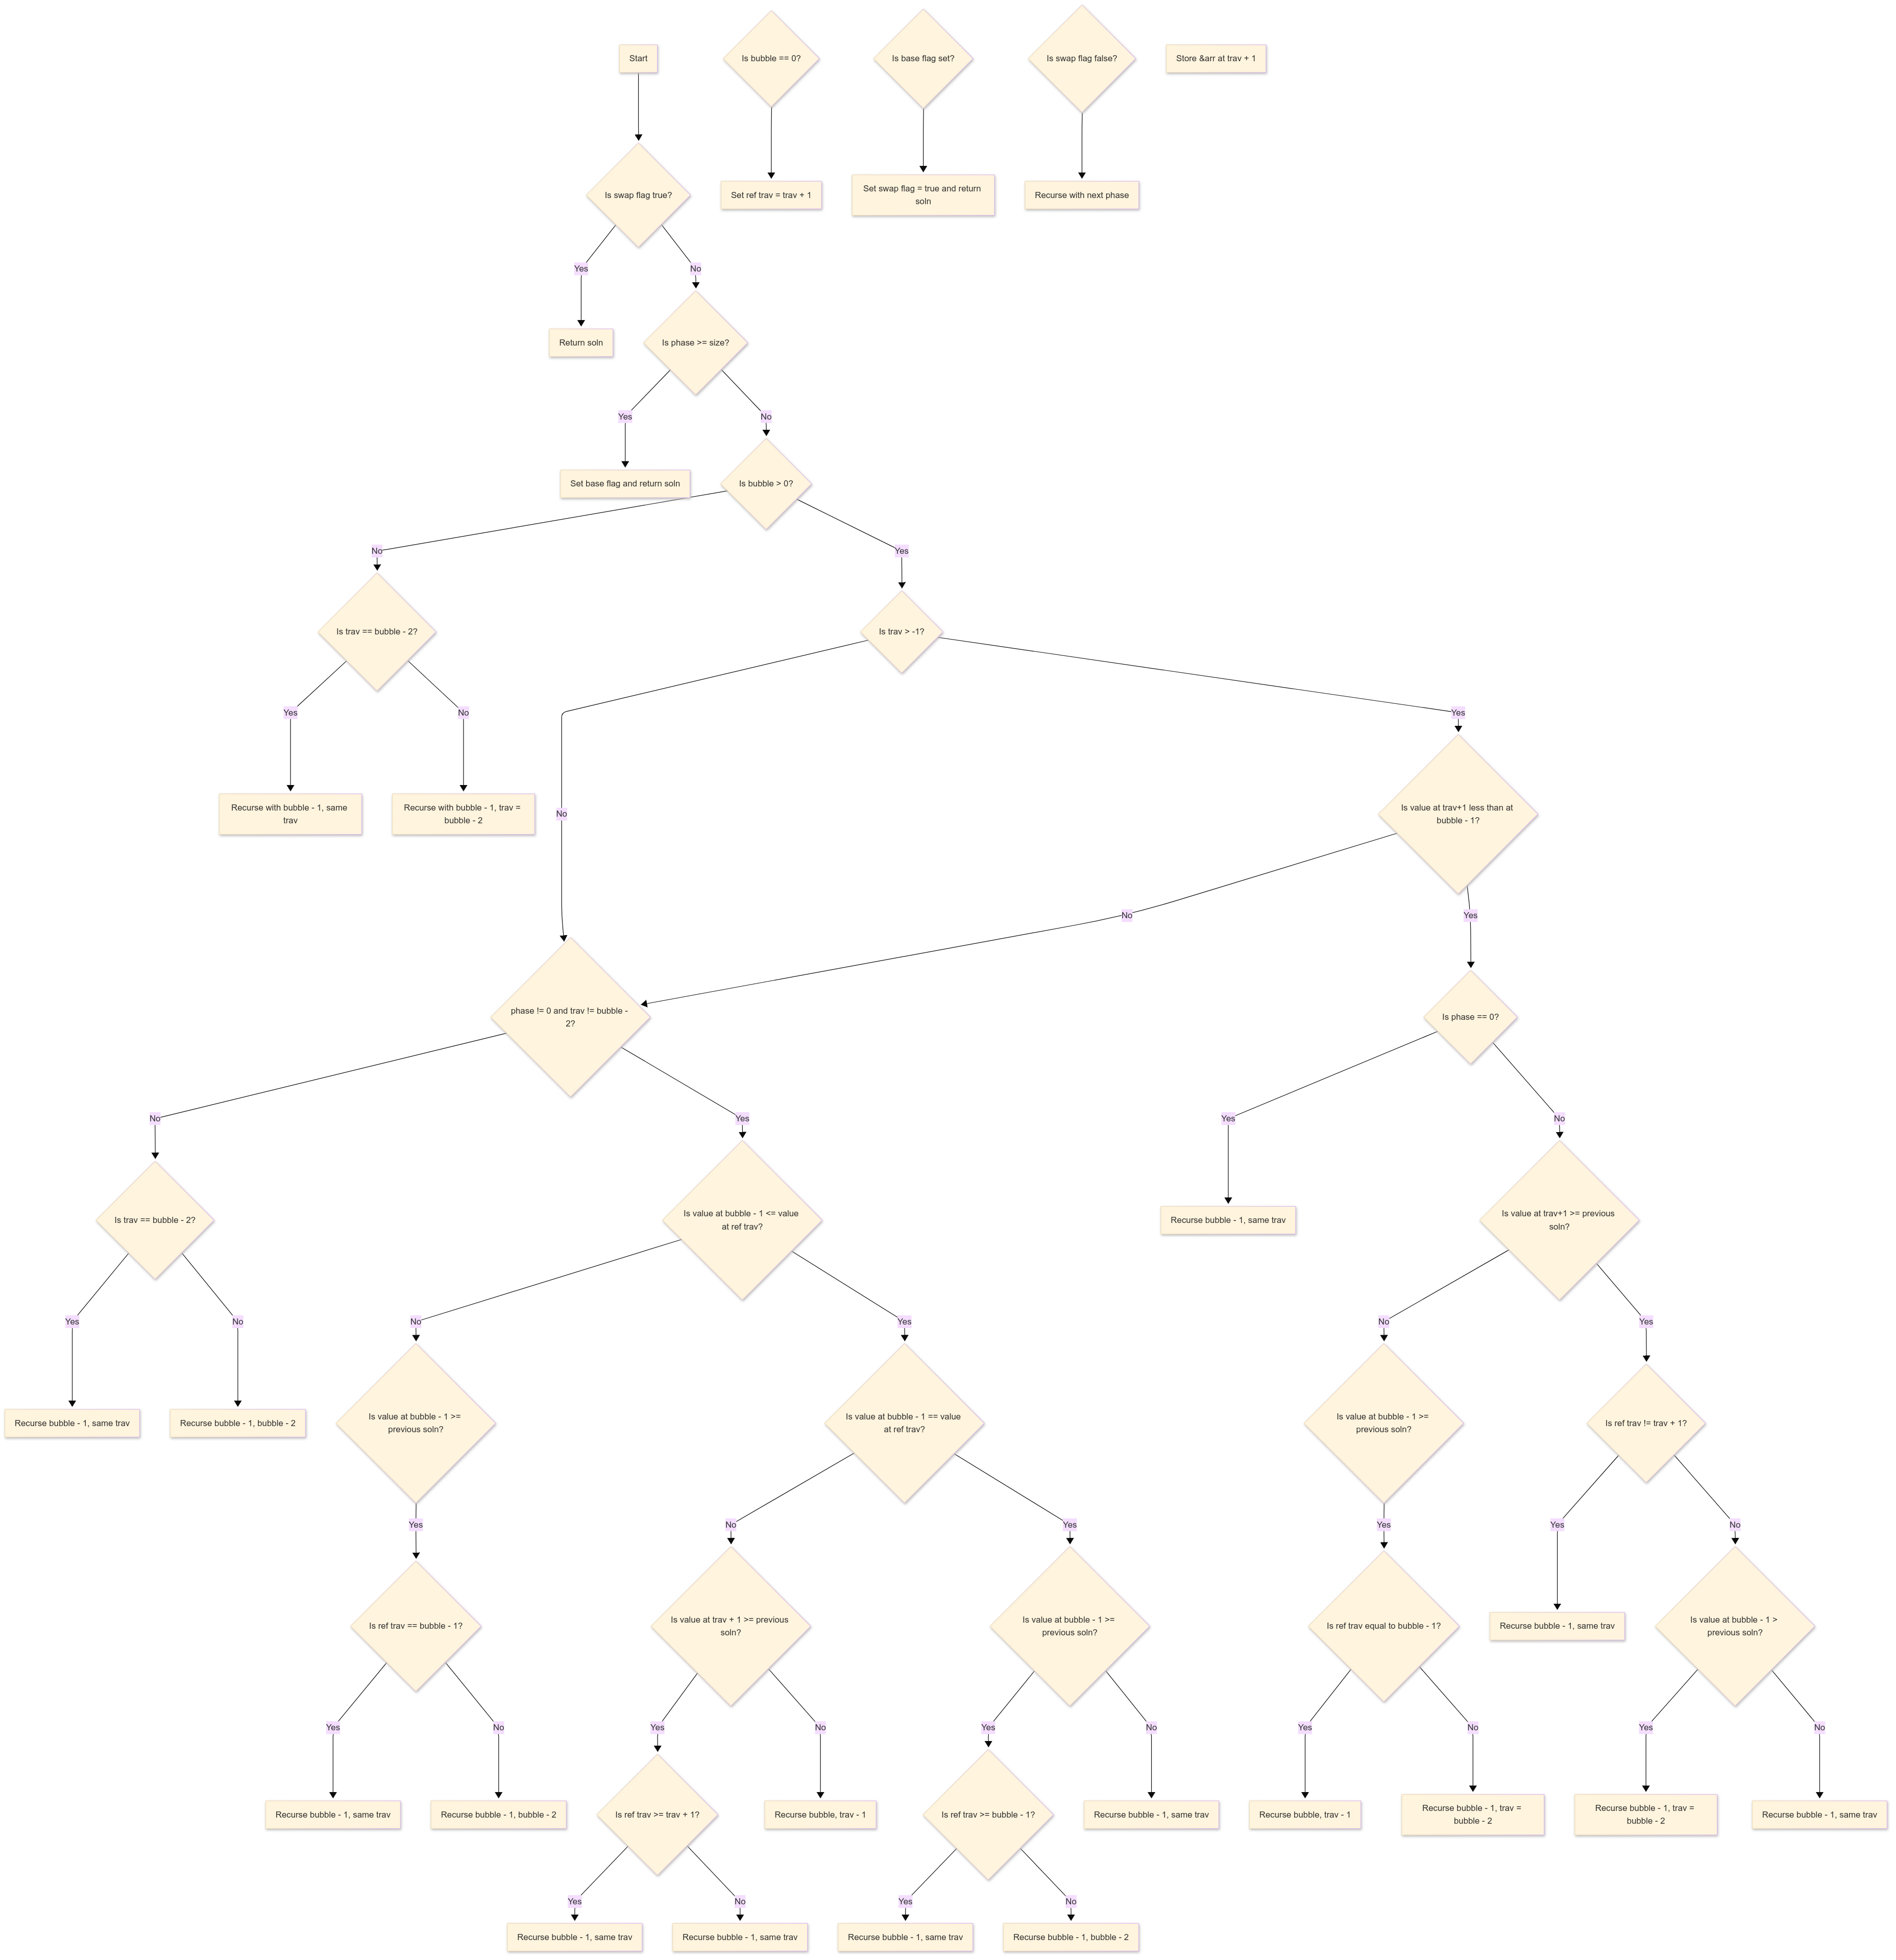 Start
Is bubble == 0?
Is base flag set?
Is swap flag false?
Store &arr at trav + 1
Is swap flag true?
Set ref trav = trav + 1
Set swap flag = true and return
soln
Recurse with next phase
Yes
No
Return soln
Is phase >= size?
Yes
No
Set base flag and return soln
Is bubble > 0?
No
Yes
Is trav == bubble - 2?
Is trav > -1?
Yes
No
Yes
Recurse with bubble - 1, same
trav
Recurse with bubble - 1, trav =
bubble - 2
No
Is value at trav+1 less than at
bubble - 1?
No
Yes
phase != 0 and trav != bubble -
2?
Is phase == 0?
No
Yes
Yes
No
Is trav == bubble - 2?
Is value at bubble - 1 <= value
at ref trav?
Recurse bubble - 1, same trav
Is value at trav+1 >= previous
soln?
Yes
No
No
Yes
No
Yes
Recurse bubble - 1, same trav
Recurse bubble - 1, bubble - 2
Is value at bubble - 1 >=
previous soln?
Is value at bubble - 1 == value
at ref trav?
Is value at bubble - 1 >=
previous soln?
Is ref trav != trav + 1?
Yes
No
Yes
Yes
Yes
No
Is ref trav == bubble - 1?
Is value at trav + 1 >= previous
soln?
Is value at bubble - 1 >=
previous soln?
Is ref trav equal to bubble - 1?
Recurse bubble - 1, same trav
Is value at bubble - 1 >
previous soln?
Yes
No
Yes
No
Yes
No
Yes
No
Yes
No
Recurse bubble - 1, same trav
Recurse bubble - 1, bubble - 2
Is ref trav >= trav + 1?
Recurse bubble, trav - 1
Is ref trav >= bubble - 1?
Recurse bubble - 1, same trav
Recurse bubble, trav - 1
Recurse bubble - 1, trav =
bubble - 2
Recurse bubble - 1, trav =
bubble - 2
Recurse bubble - 1, same trav
Yes
No
Yes
No
Recurse bubble - 1, same trav
Recurse bubble - 1, same trav
Recurse bubble - 1, same trav
Recurse bubble - 1, bubble - 2